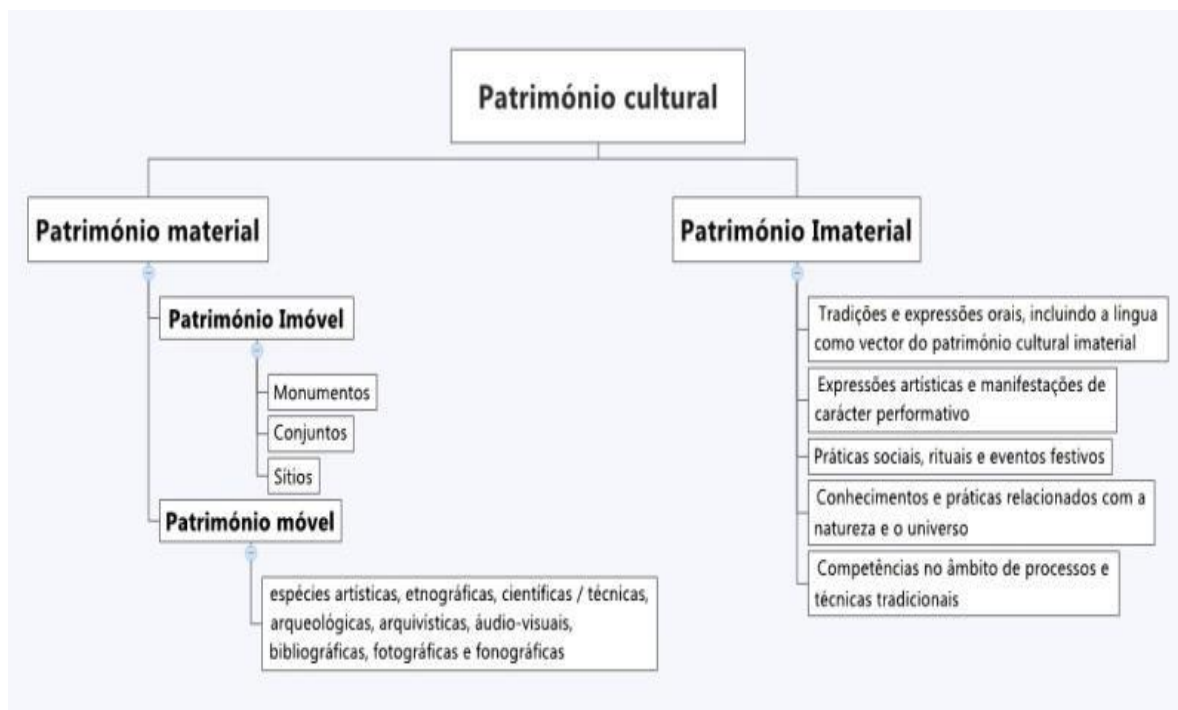 Património cultural
Património material
Património Imóvel
Monumentos
Conjuntos
Sítios
Património móvel
espécies artísticas, etnográficas, científicas / técnicas,
arqueológicas, arquivisticas, áudio-visuais,
bibliográficas, fotográficas e fonográficas
Património Imaterial
Tradições e expressões orais, incluindo a língua
como vector do património cultural imaterial
Expressões artísticas e manifestações de
carácter performativo
Práticas sociais, rituais e eventos festivos
Conhecimentos e práticas relacionados com a
natureza e o universo
Competências no âmbito de processos e
técnicas tradicionais